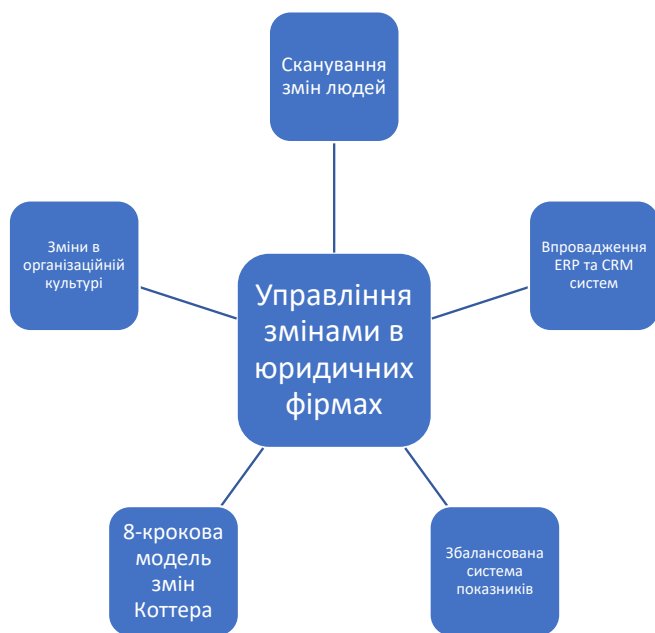 Сканування
змін людей
Зміни в
організаційній
культурі
Впровадження
ERP та CRM
систем
Управління
змінами в
юридичних
фірмах
8-крокова
модель
змін
Коттера
Збалансована
система
показників